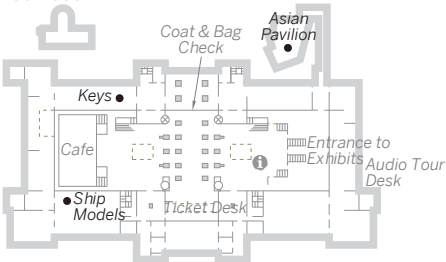 Asian
Pavilion
Coat & Bag
Check
Keys
Cafe
i
Entrance to
Exhibits
Audio Tour
Desk
Ship
Models
Ticket Desk